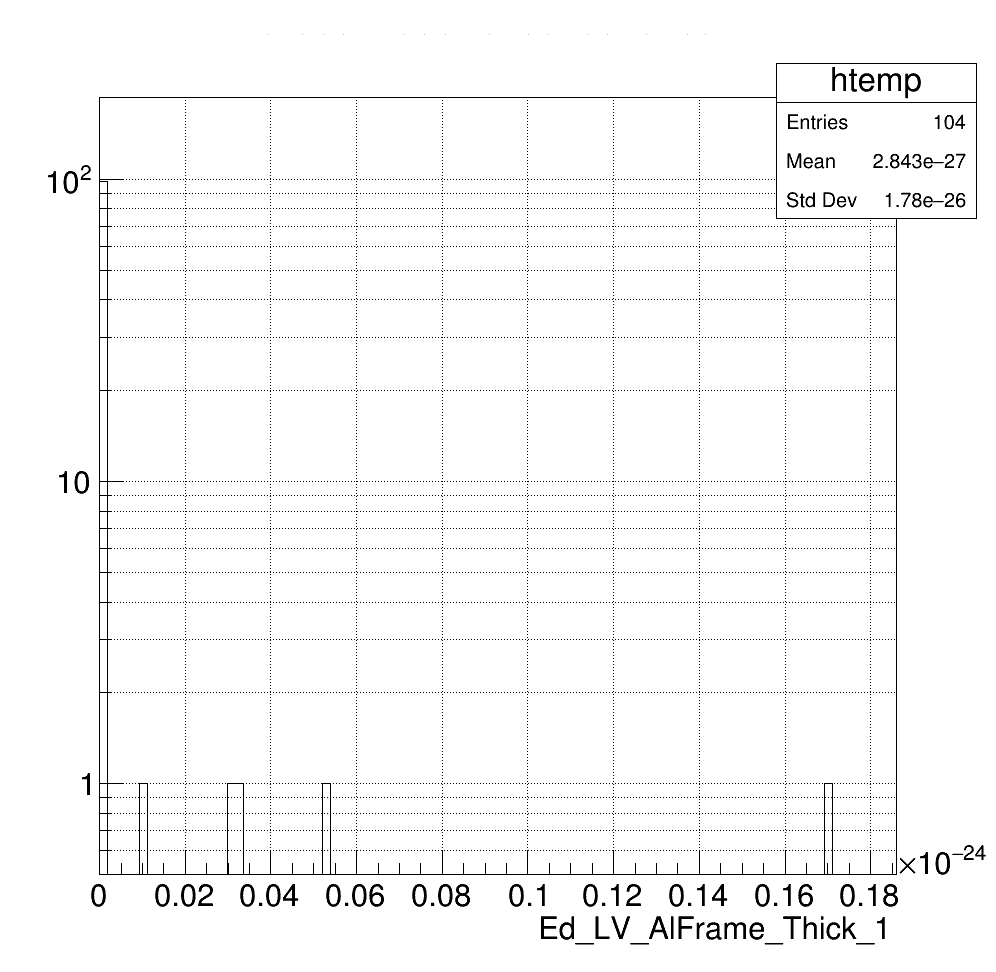 htemp
Entries 104
Mean 2.843e−27
Std Dev 1.78e−26
10²
10
1
0 0.02 0.04 0.06 0.08 0.1 0.12 0.14 0.16 0.18
×10⁻²⁴
Ed_LV_AlFrame_Thick_1